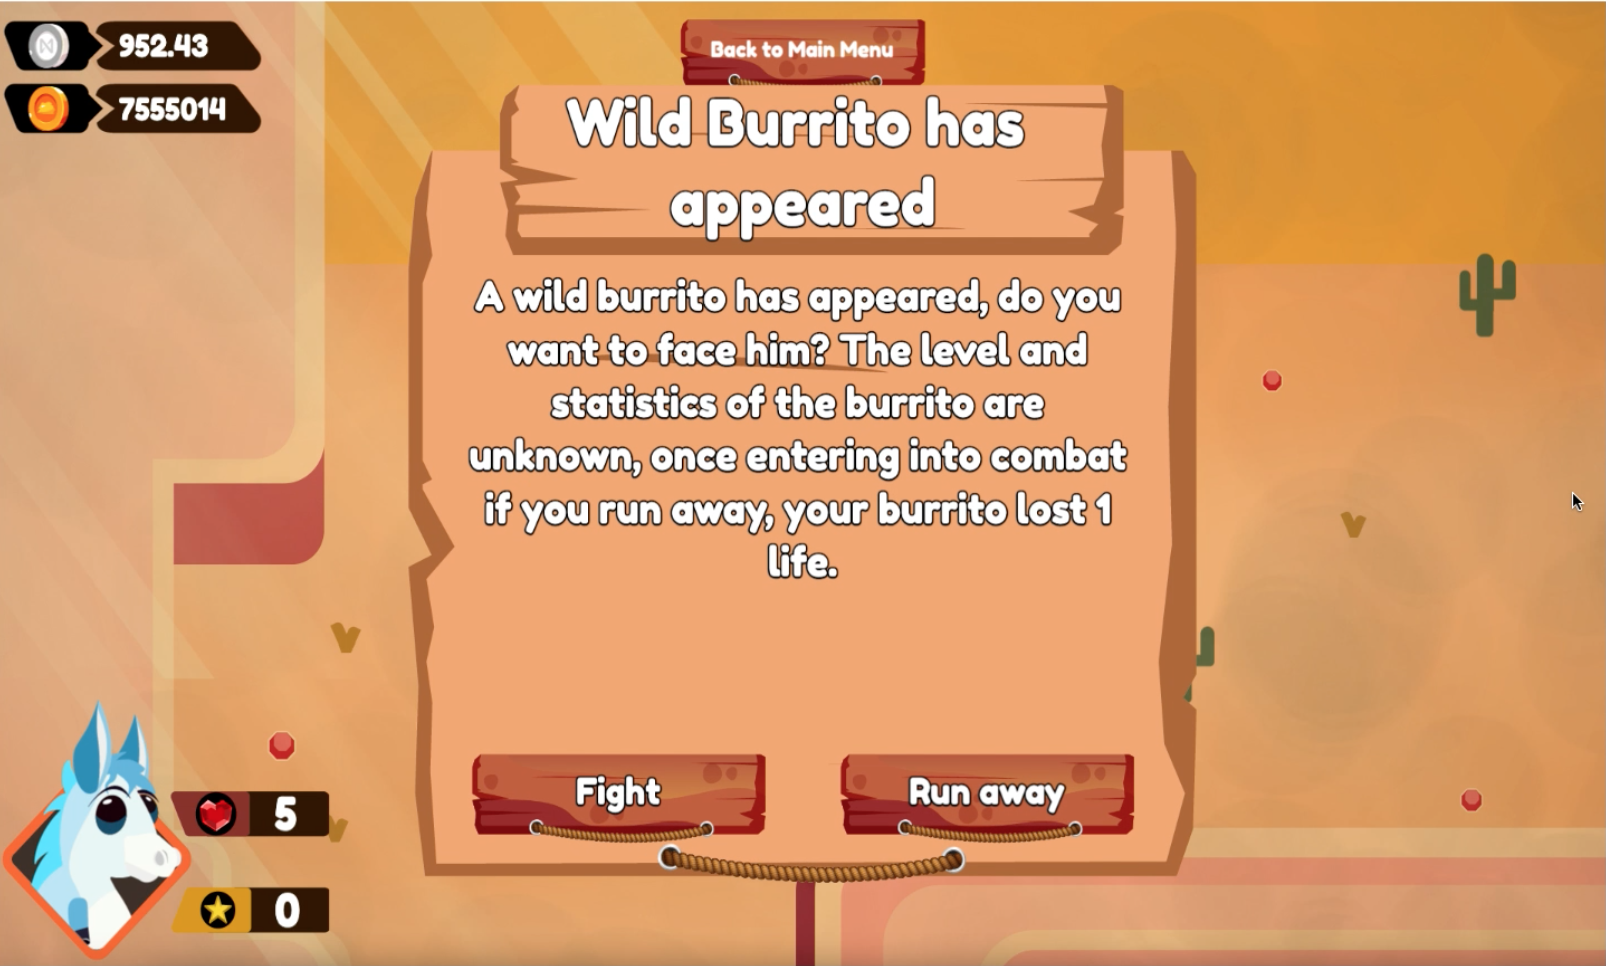 952.43
7555014
Back to Main Menu
Wild Burrito has
appeared
A wild burrito has appeared, do you
want to face him? The level and
statistics of the burrito are
unknown, once entering into combat
if you run away, your burrito lost 1
life.
Fight
Run away
5
0